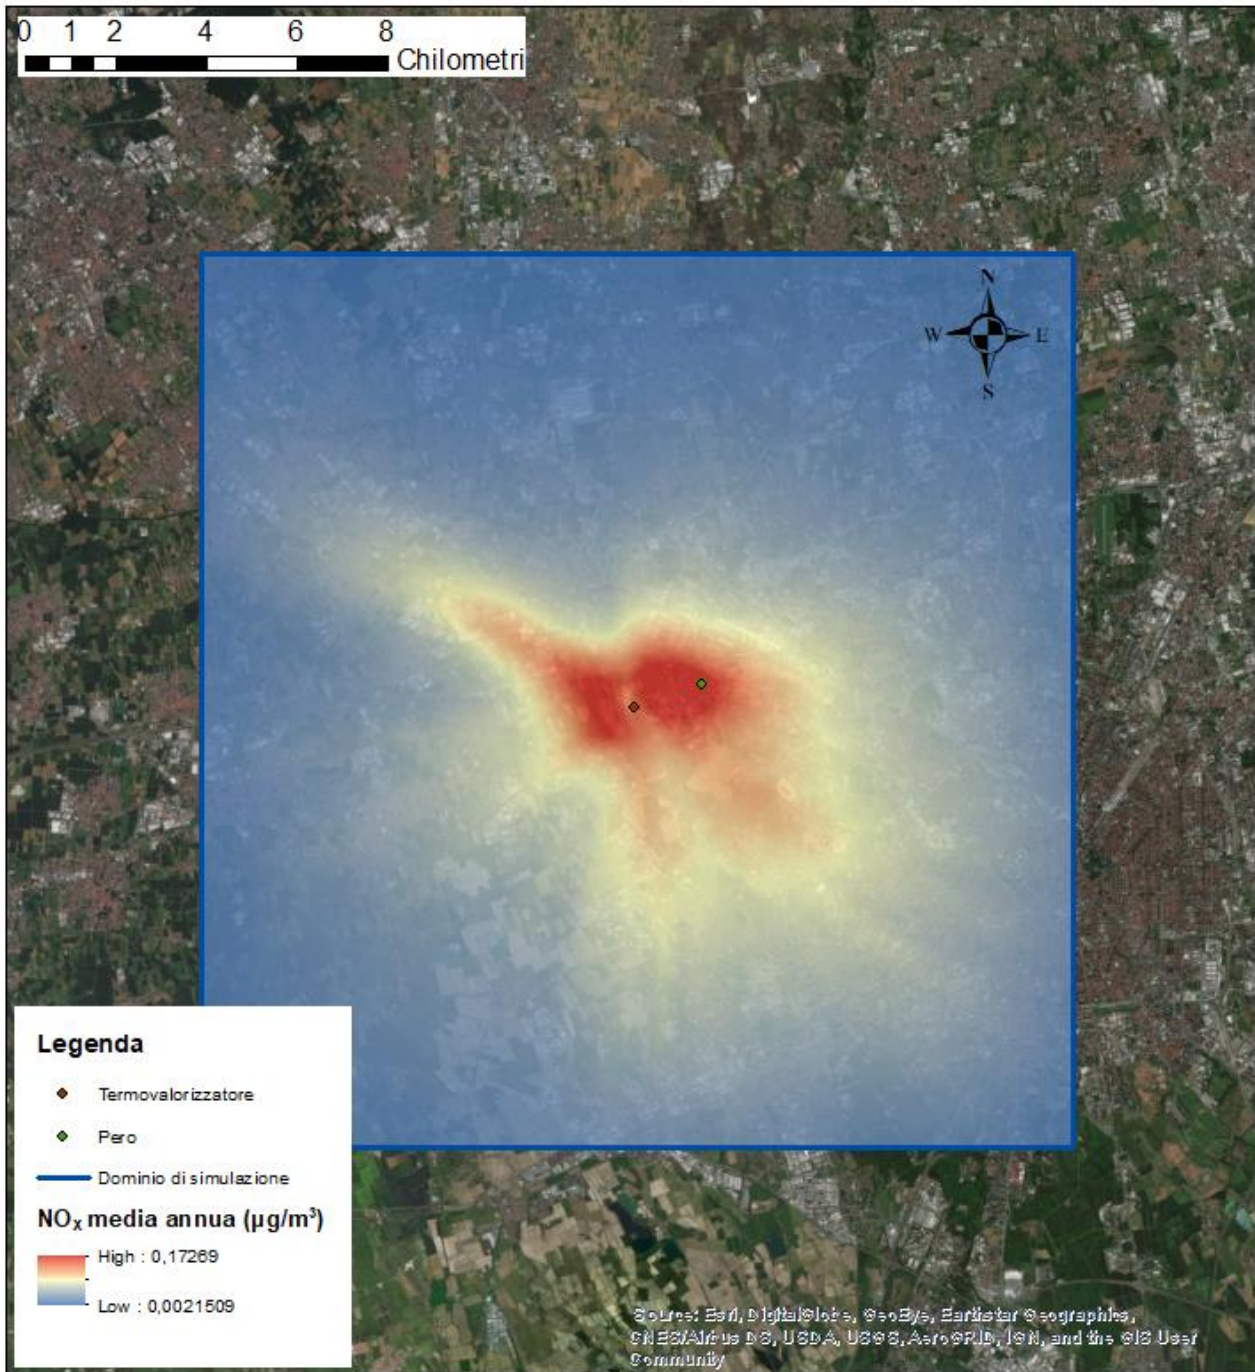 0 1 2 4 6 8
Chilometri
N
W E
S
Legenda
Termovalorizzatore
Pero
Dominio di simulazione
NOx media annua (µg/m³)
High : 0,17269
Low : 0,0021509
Source: Esri, DigitalGlobe, GeoEye, Earthstar Geographics,
CNES/Airbus DS, USDA, USGS, AeroGRID, IGN, and the GIS User
Community